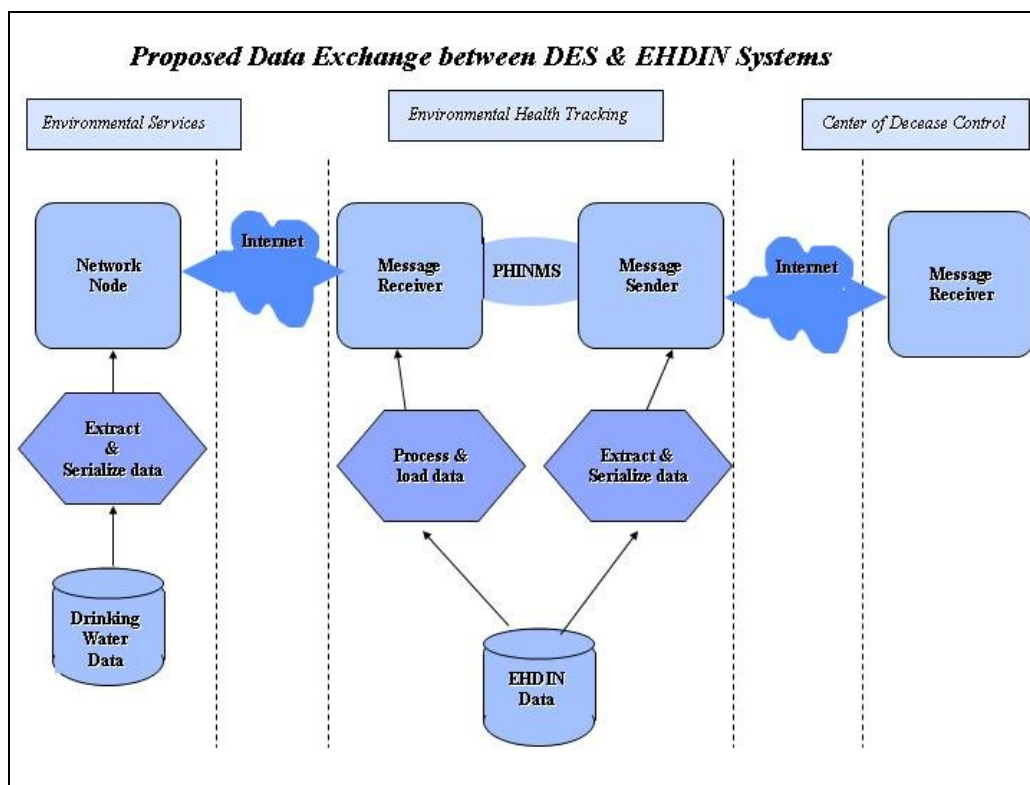 Proposed Data Exchange between DES & EHDIN Systems
Environmental Services
Environmental Health Tracking
Center of Decease Control
Network
Node
Internet
Message
Receiver
PHINMS
Message
Sender
Internet
Message
Receiver
Extract
&
Serialize data
Process &
load data
Extract &
Serialize data
Drinking
Water
Data
EHDIN
Data